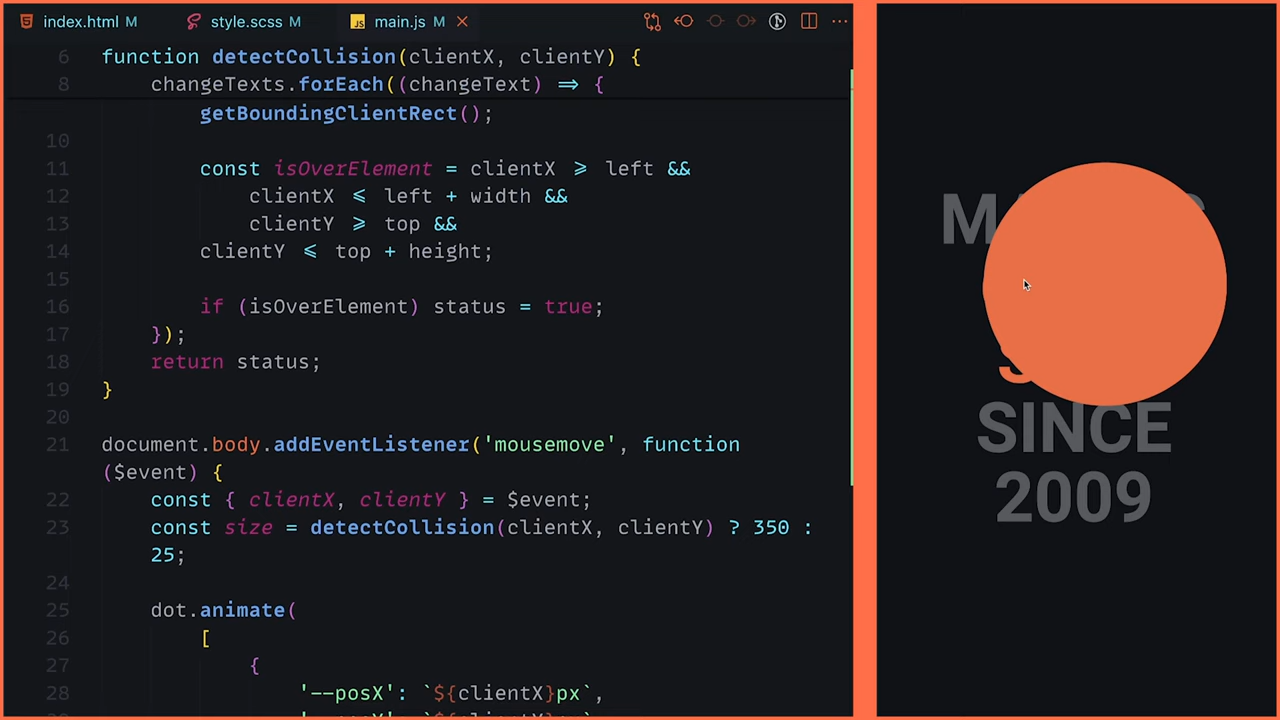 index.html M style.scss M JS main.js M
6 function detectCollision(clientX, clientY) {
8 changeTexts.forEach((changeText) => {
getBoundingClientRect();
10
11 const isOverElement = clientX >= left &&
12 clientX <= left + width &&
13 clientY >= top &&
14 clientY <= top + height;
15
16 if (isOverElement) status = true;
17 });
18 return status;
19 }
20
21 document.body.addEventListener('mousemove', function
($event) {
22 const { clientX, clientY } = $event;
23 const size = detectCollision(clientX, clientY) ? 350 :
25;
24
25 dot.animate(
26 [
27 {
28 '--posX': `${clientX}px`,
SINCE
2009